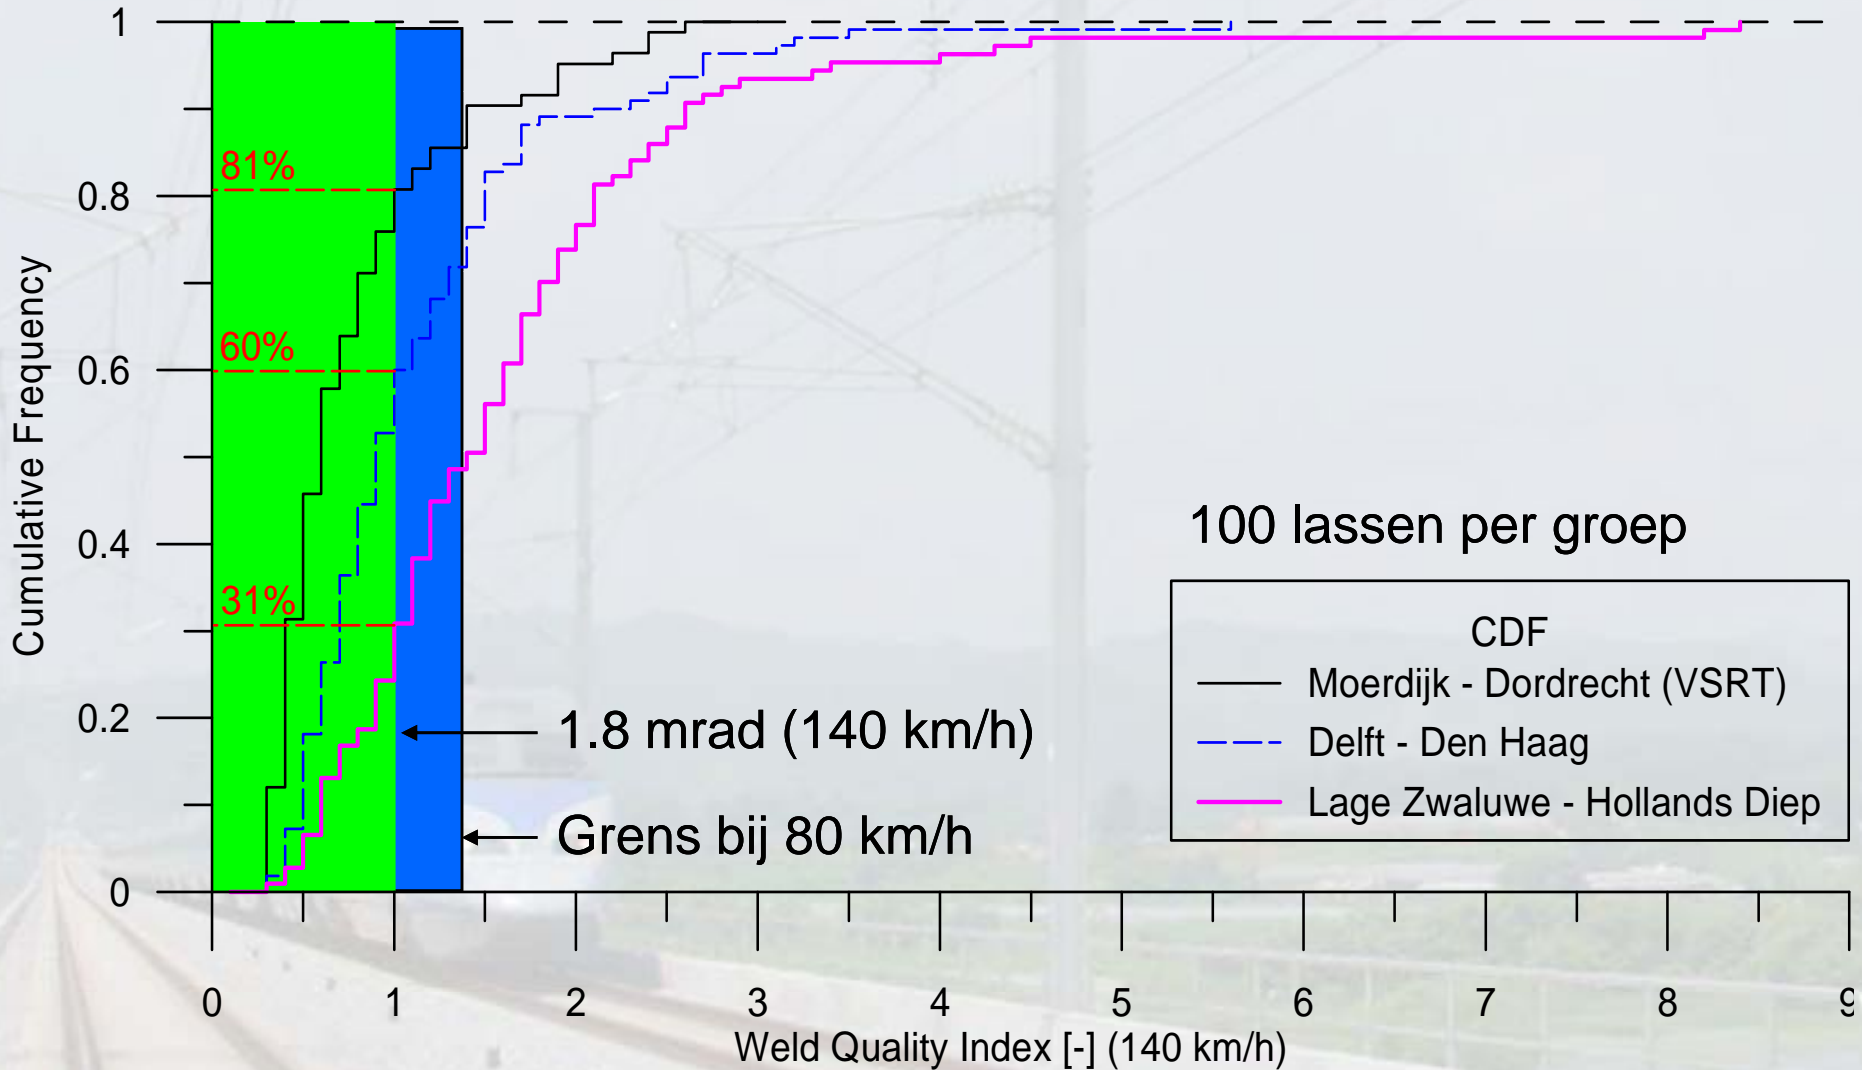 1
0.8
0.6
0.4
0.2
0
Cumulative Frequency
81%
60%
31%
1.8 mrad (140 km/h)
Grens bij 80 km/h
100 lassen per groep
CDF
Moerdijk - Dordrecht (VSRT)
Delft - Den Haag
Lage Zwaluwe - Hollands Diep
0 1 2 3 4 5 6 7 8 9
Weld Quality Index [-] (140 km/h)